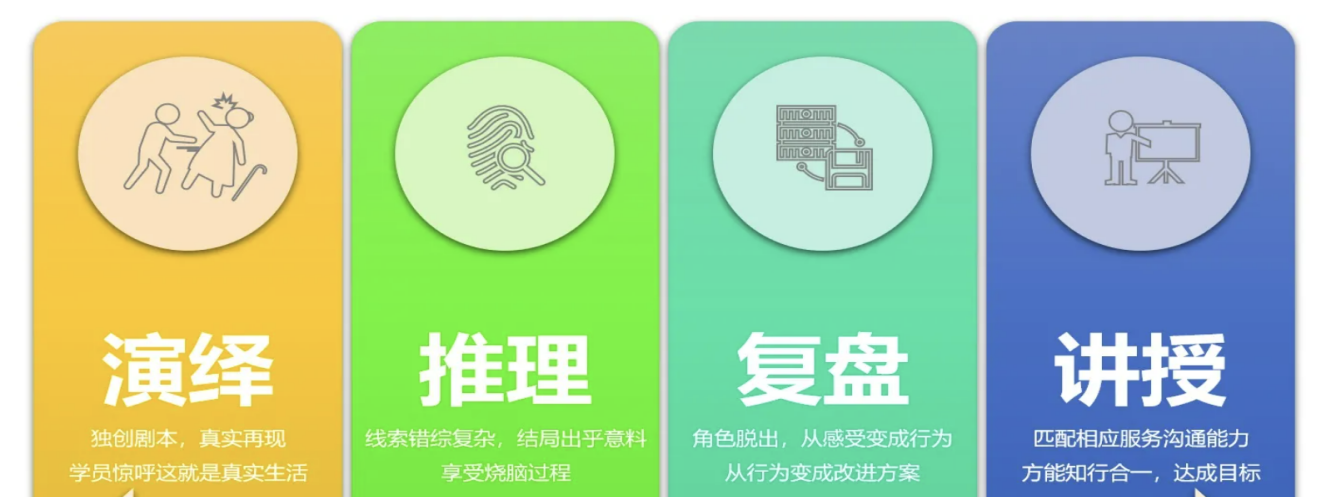 演绎
独创剧本，真实再现
学员惊呼这就是真实生活
推理
线索错综复杂，结局出乎意料
享受烧脑过程
复盘
角色脱出，从感受变成行为
从行为变成改进方案
讲授
匹配相应服务沟通能力
方能知行合一，达成目标